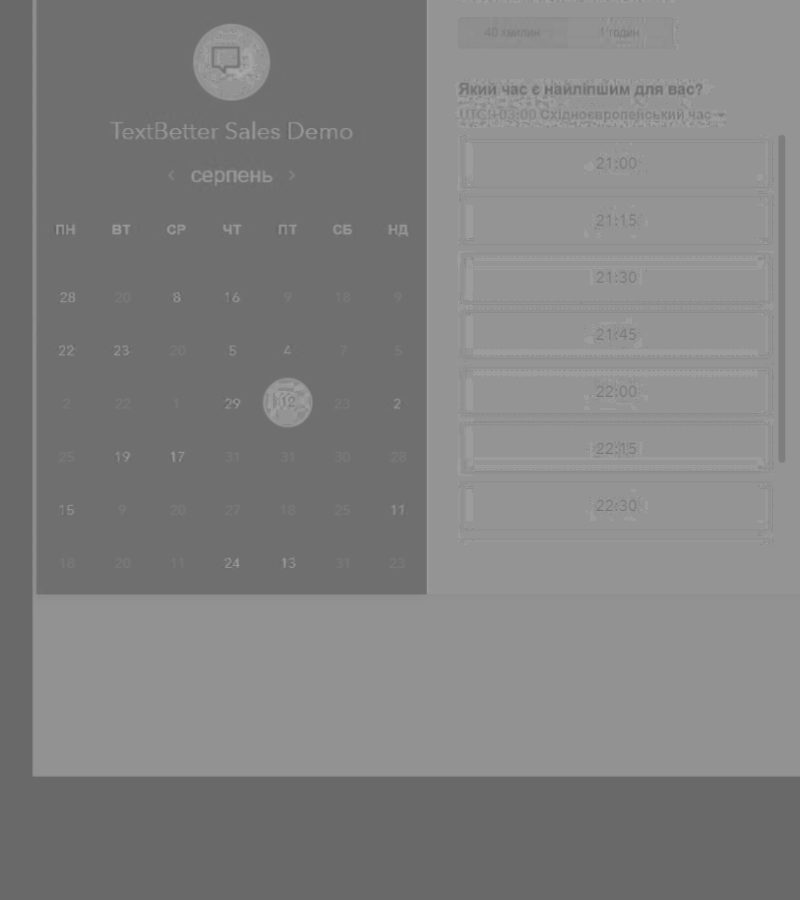 40 хвилин 1 годин
TextBetter Sales Demo
серпень
ПН ВТ СР ЧТ ПТ СБ НД
28 20 8 16 9 18 9
22 23 20 5 4 7 5
2 22 1 29 12 23 2
25 19 17 31 31 30 28
15 9 20 27 18 25 11
18 20 11 24 13 31 23
Який час є найліпшим для вас?
UTC+03:00 Східноєвропейський час
21:00
21:15
21:30
21:45
22:00
22:15
22:30